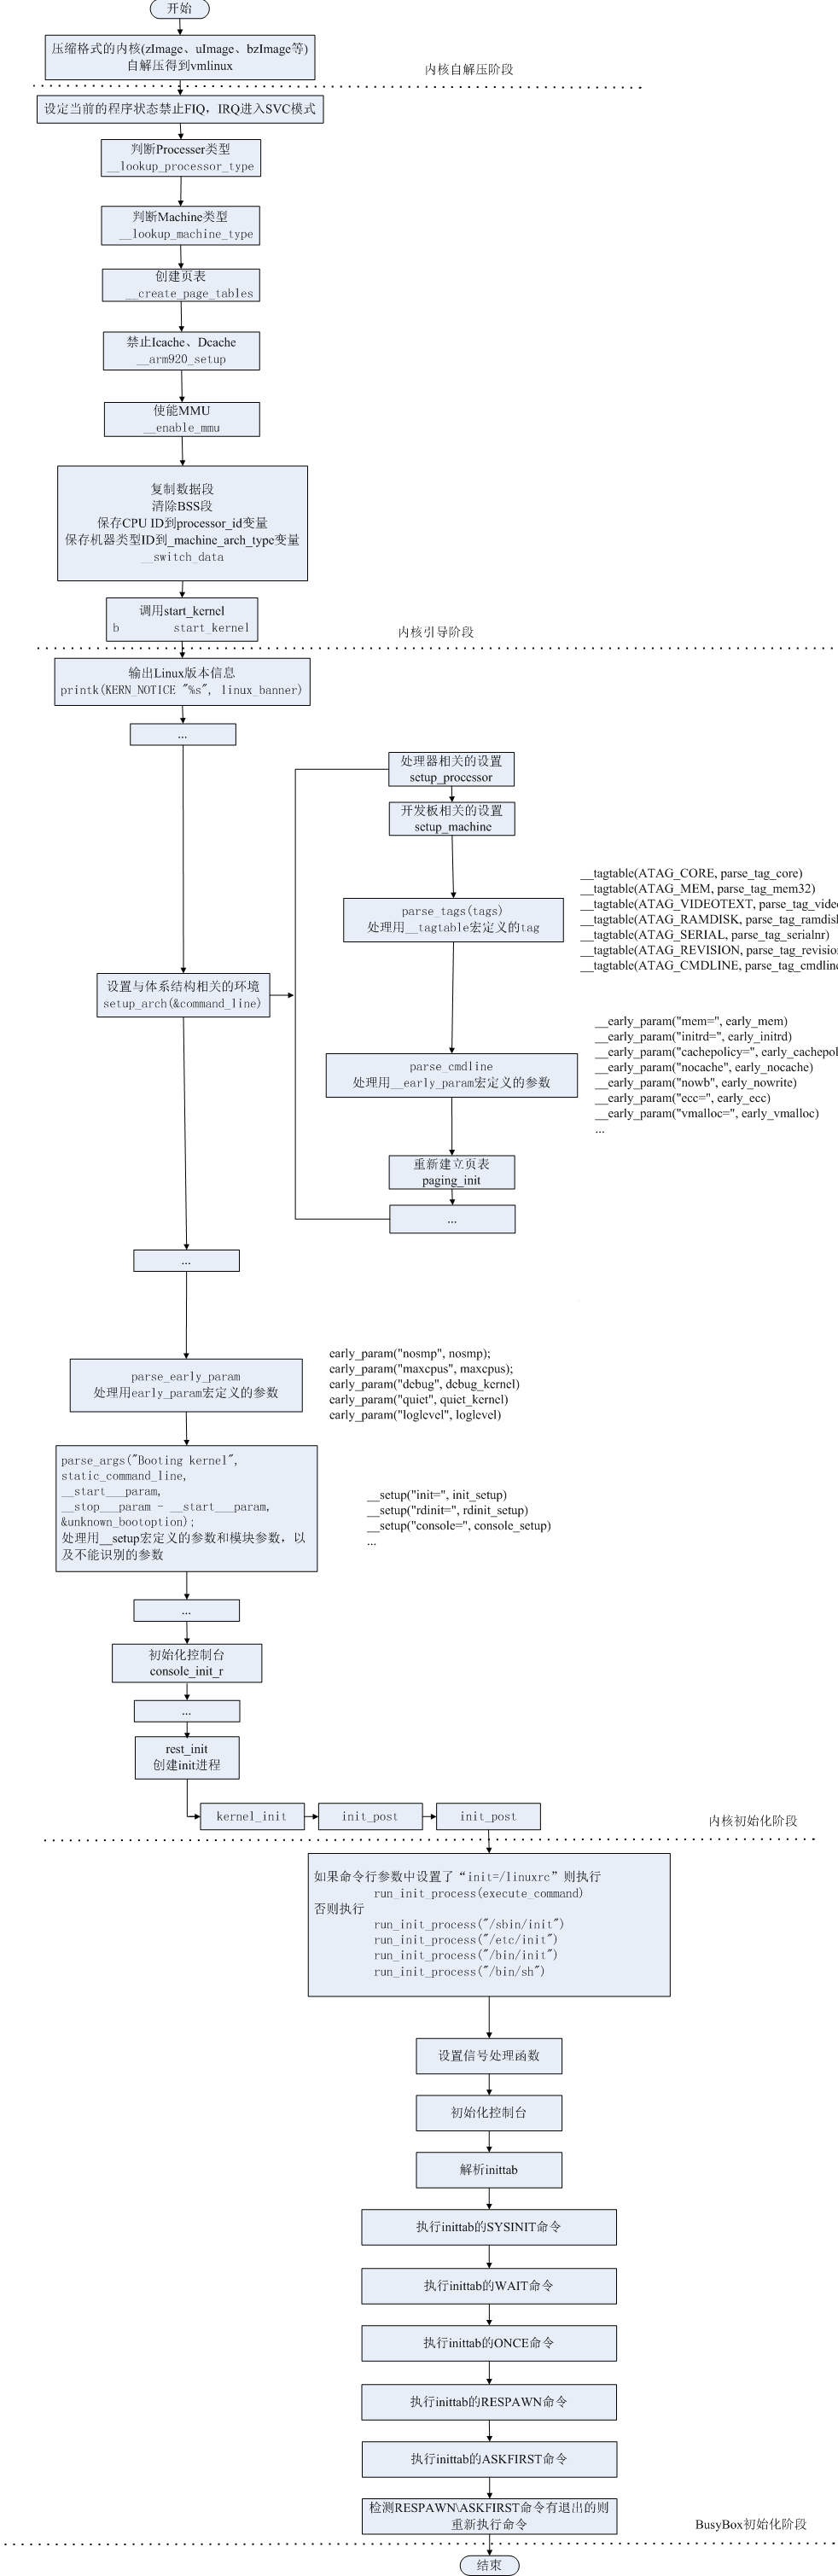 开始
压缩格式的内核(zImage、uImage、bzImage等)
自解压得到vmlinux
内核自解压阶段
设定当前的程序状态禁止FIQ，IRQ进入SVC模式
判断Processer类型
__lookup_processor_type
判断Machine类型
__lookup_machine_type
创建页表
__create_page_tables
禁止Icache、Dcache
__arm920_setup
使能MMU
__enable_mmu
复制数据段
清除BSS段
保存CPU ID到processor_id变量
保存机器类型ID到_machine_arch_type变量
__switch_data
调用start_kernel
b start_kernel
内核引导阶段
输出Linux版本信息
printk(KERN_NOTICE "%s", linux_banner)
...
处理器相关的设置
setup_processor
开发板相关的设置
setup_machine
parse_tags(tags)
处理用__tagtable宏定义的tag
__tagtable(ATAG_CORE, parse_tag_core)
__tagtable(ATAG_MEM, parse_tag_mem32)
__tagtable(ATAG_VIDEOTEXT, parse_tag_vide
__tagtable(ATAG_RAMDISK, parse_tag_ramdisk
__tagtable(ATAG_SERIAL, parse_tag_serialnr)
__tagtable(ATAG_REVISION, parse_tag_revision
__tagtable(ATAG_CMDLINE, parse_tag_cmdline
设置与体系结构相关的环境
setup_arch(&command_line)
parse_cmdline
处理用__early_param宏定义的参数
__early_param("mem=", early_mem)
__early_param("initrd=", early_initrd)
__early_param("cachepolicy=", early_cachepol
__early_param("nocache", early_nocache)
__early_param("nowb", early_nowrite)
__early_param("ecc=", early_ecc)
__early_param("vmalloc=", early_vmalloc)
...
重新建立页表
paging_init
...
...
parse_early_param
处理用early_param宏定义的参数
early_param("nosmp", nosmp);
early_param("maxcpus", maxcpus);
early_param("debug", debug_kernel)
early_param("quiet", quiet_kernel)
early_param("loglevel", loglevel)
parse_args("Booting kernel",
static_command_line,
__start___param,
__stop___param - __start___param,
&unknown_bootoption);
处理用__setup宏定义的参数和模块参数，以
及不能识别的参数
__setup("init=", init_setup)
__setup("rdinit=", rdinit_setup)
__setup("console=", console_setup)
...
...
初始化控制台
console_init_r
...
rest_init
创建init进程
kernel_init
init_post
init_post
内核初始化阶段
如果命令行参数中设置了“init=/linuxrc”则执行
run_init_process(execute_command)
否则执行
run_init_process("/sbin/init")
run_init_process("/etc/init")
run_init_process("/bin/init")
run_init_process("/bin/sh")
设置信号处理函数
初始化控制台
解析inittab
执行inittab的SYSINIT命令
执行inittab的WAIT命令
执行inittab的ONCE命令
执行inittab的RESPAWN命令
执行inittab的ASKFIRST命令
检测RESPAWN\ASKFIRST命令有退出的则
重新执行命令
BusyBox初始化阶段
结束